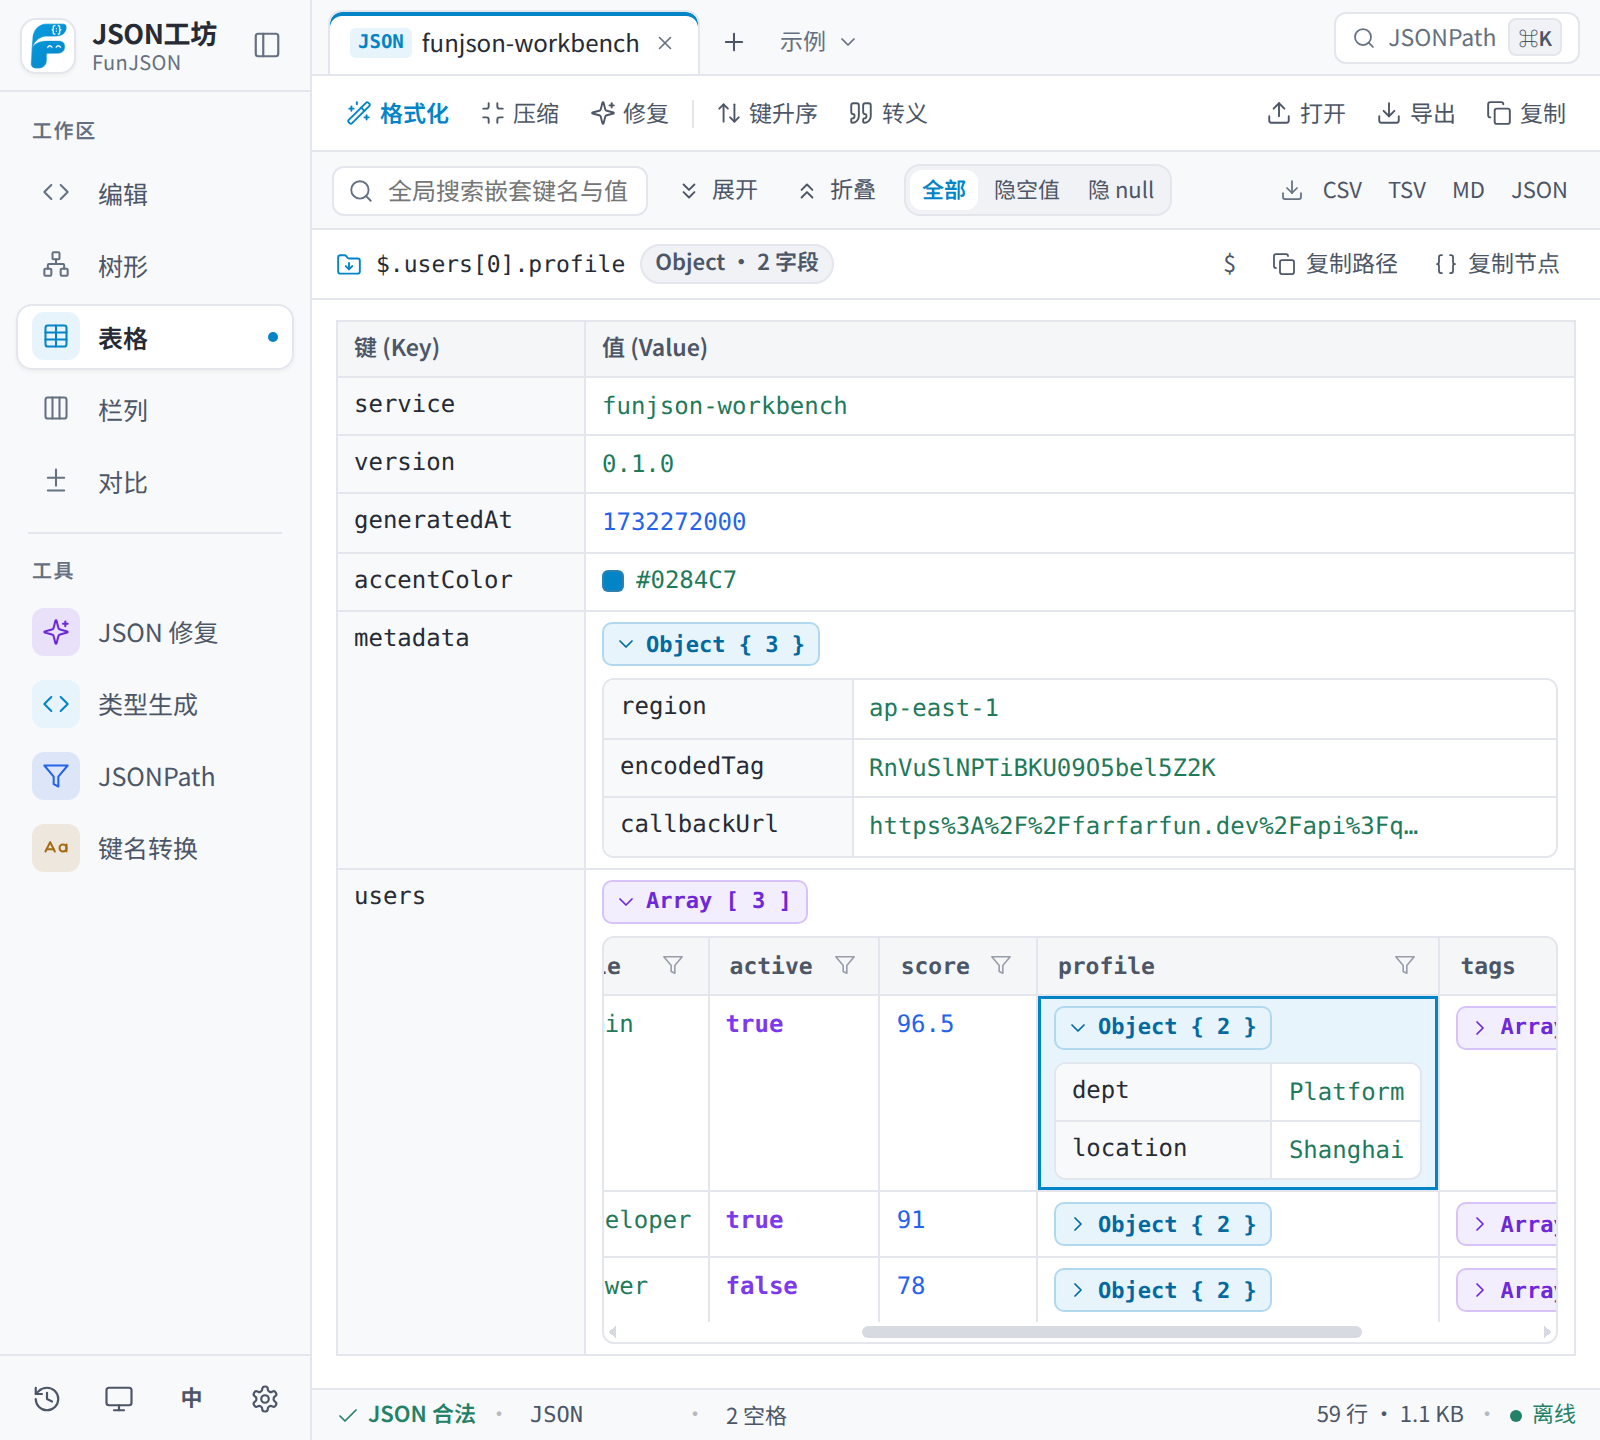 JSON工坊
FunJSON
工作区
编辑
树形
表格
栏列
对比
工具
JSON 修复
类型生成
JSONPath
Aa 键名转换
中
JSON funjson-workbench
示例
JSONPath ⌘K
格式化 压缩 修复 键升序 转义 打开 导出 复制
全局搜索嵌套键名与值 展开 折叠 全部 隐空值 隐 null CSV TSV MD JSON
$.users[0].profile Object • 2 字段 $ 复制路径 {} 复制节点
键 (Key) 值 (Value)
service funjson-workbench
version 0.1.0
generatedAt 1732272000
accentColor #0284C7
metadata Object { 3 }
region ap-east-1
encodedTag RnVuSlNPTiBKU09O5bel5Z2K
callbackUrl https%3A%2F%2Ffarfarfun.dev%2Fapi%3Fq…
users Array [ 3 ]
e active score profile tags
in true 96.5 Object { 2 } Arra
dept Platform
location Shanghai
eloper true 91 Object { 2 } Arra
wer false 78 Object { 2 } Arra
JSON 合法 • JSON • 2 空格 59 行 • 1.1 KB • 离线